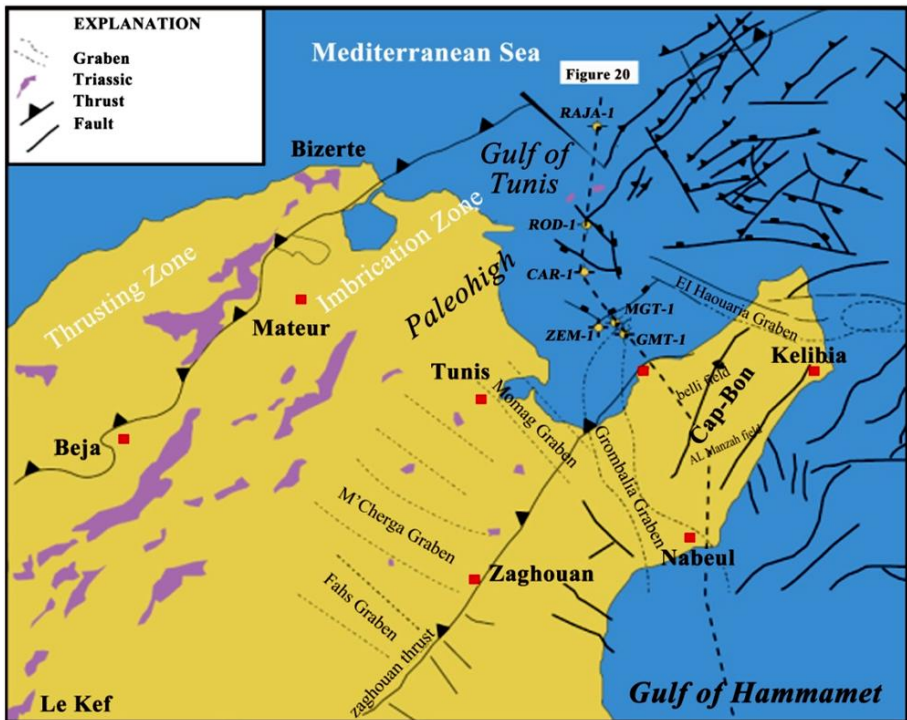 EXPLANATION
Graben
Triassic
Thrust
Fault
Mediterranean Sea
Figure 20
RAJA-1
Bizerte
Gulf of
Tunis
Thrusting Zone
Imbrication Zone
Paleohigh
ROD-1
CAR-1
El Haouaria Graben
Mateur
MGT-1
ZEM-1
GMT-1
Kelibia
Tunis
belli field
Cap-Bon
Momag Graben
AL Manzah field
Beja
Grombalia Graben
M'Cherga Graben
Nabeul
Zaghouan
Fahs Graben
zaghouan thrust
Le Kef
Gulf of Hammamet